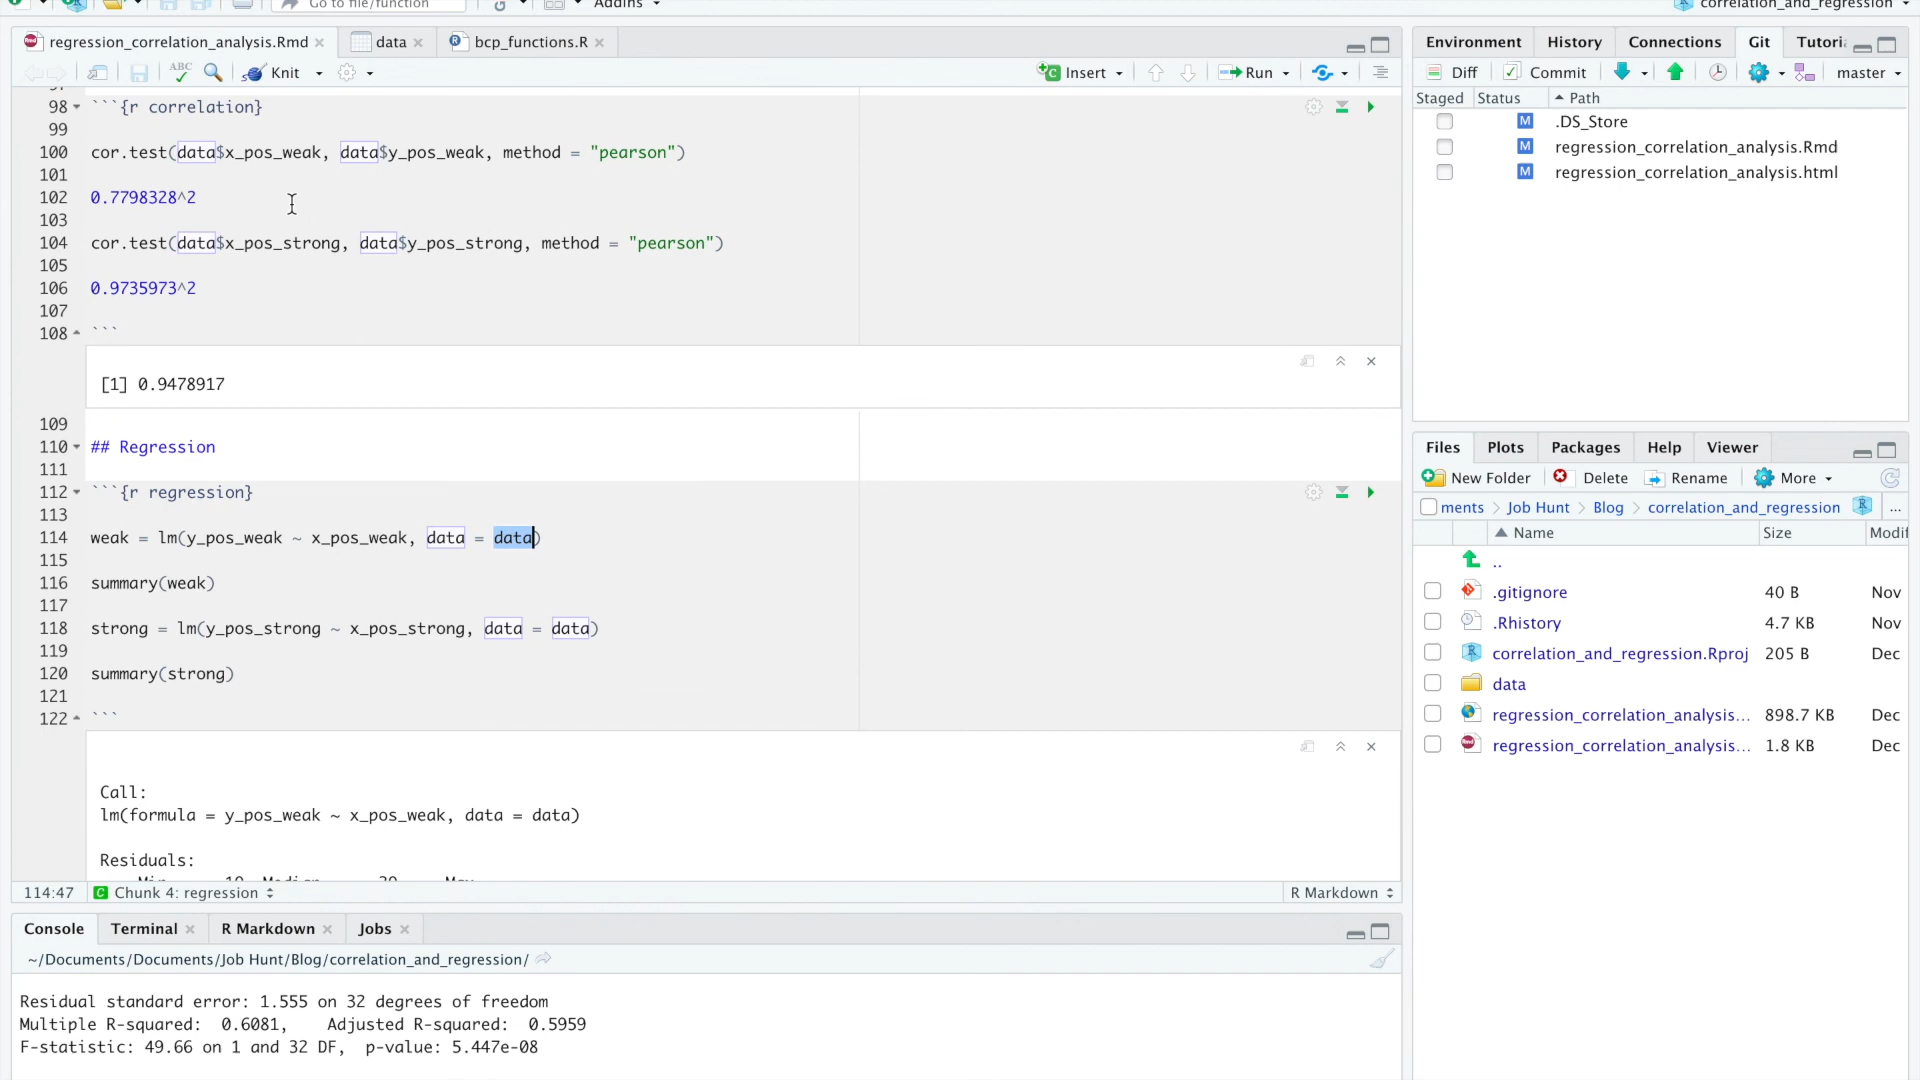 Go to file/function
Addins
correlation_and_regression
regression_correlation_analysis.Rmd
data
bcp_functions.R
Knit
Insert
Run
98 ```{r correlation}
99
100 cor.test(data$x_pos_weak, data$y_pos_weak, method = "pearson")
101
102 0.7798328^2
103
104 cor.test(data$x_pos_strong, data$y_pos_strong, method = "pearson")
105
106 0.9735973^2
107
108 ```
[1] 0.9478917
109
110 ## Regression
111
112 ```{r regression}
113
114 weak = lm(y_pos_weak ~ x_pos_weak, data = data)
115
116 summary(weak)
117
118 strong = lm(y_pos_strong ~ x_pos_strong, data = data)
119
120 summary(strong)
121
122 ```
Call:
lm(formula = y_pos_weak ~ x_pos_weak, data = data)
Residuals:
114:47 Chunk 4: regression R Markdown
Console Terminal R Markdown Jobs
~/Documents/Documents/Job Hunt/Blog/correlation_and_regression/
Residual standard error: 1.555 on 32 degrees of freedom
Multiple R-squared:  0.6081,    Adjusted R-squared:  0.5959
F-statistic: 49.66 on 1 and 32 DF,  p-value: 5.447e-08
Environment History Connections Git Tutori
Diff Commit master
Staged Status Path
M .DS_Store
M regression_correlation_analysis.Rmd
M regression_correlation_analysis.html
Files Plots Packages Help Viewer
New Folder Delete Rename More
ments Job Hunt Blog correlation_and_regression ...
Name Size Modif
..
.gitignore 40 B Nov
.Rhistory 4.7 KB Nov
correlation_and_regression.Rproj 205 B Dec
data
regression_correlation_analysis... 898.7 KB Dec
regression_correlation_analysis... 1.8 KB Dec